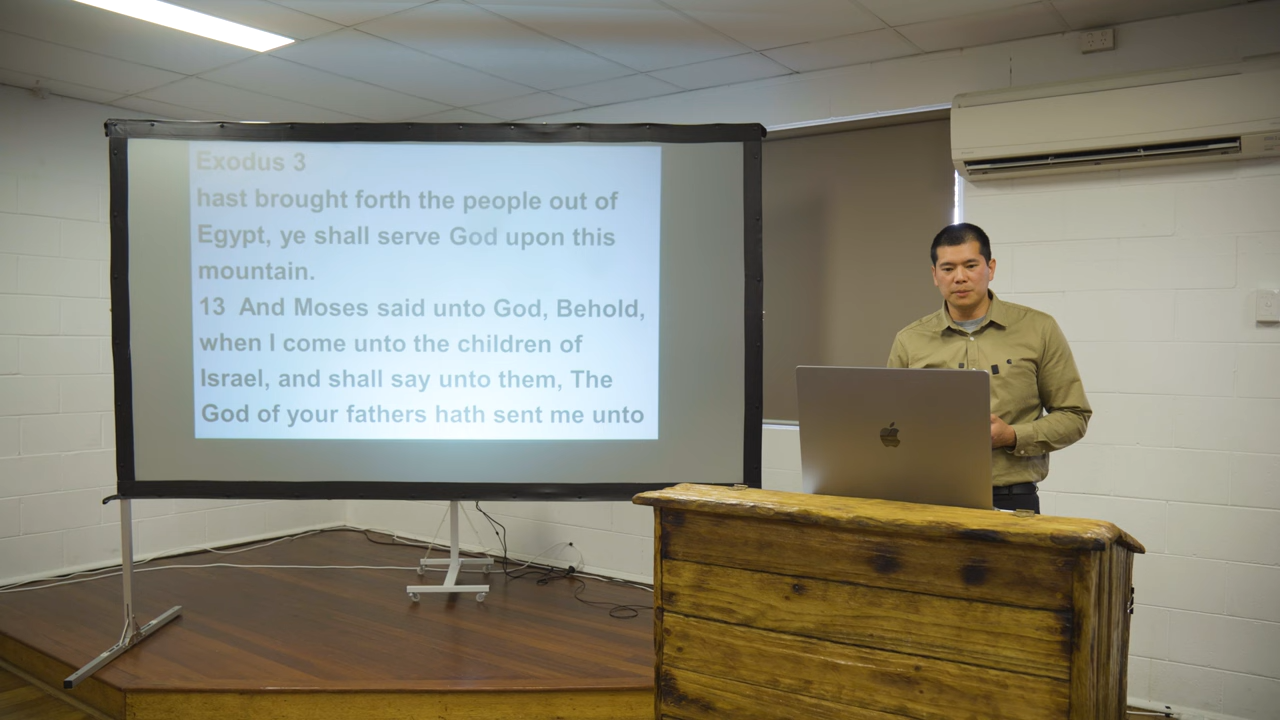 Exodus 3
hast brought forth the people out of
Egypt, ye shall serve God upon this
mountain.
13 And Moses said unto God, Behold,
when I come unto the children of
Israel, and shall say unto them, The
God of your fathers hath sent me unto